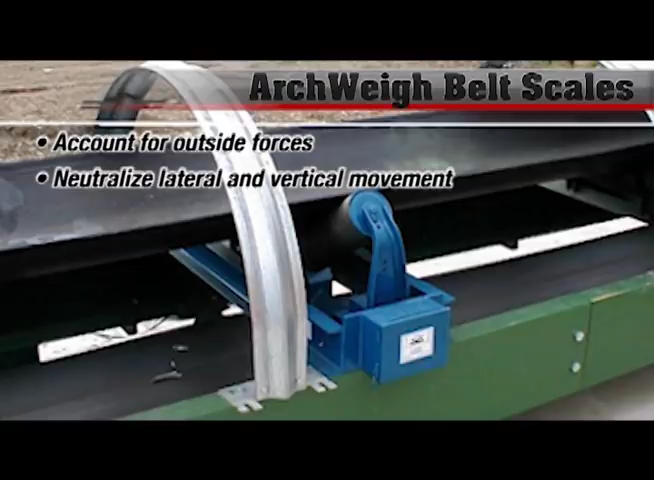 ArchWeigh Belt Scales
• Account for outside forces
• Neutralize lateral and vertical movement